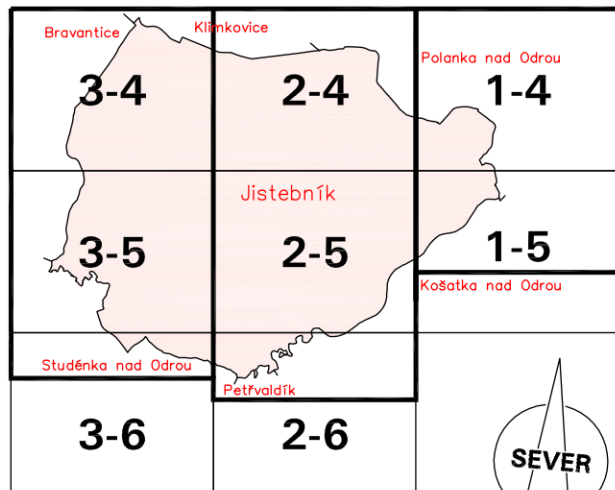 Bravantice
Klimkovice
Polanka nad Odrou
3-4
2-4
1-4
Jistebník
3-5
2-5
1-5
Košatka nad Odrou
Studénka nad Odrou
Petřvaldík
3-6
2-6
SEVER